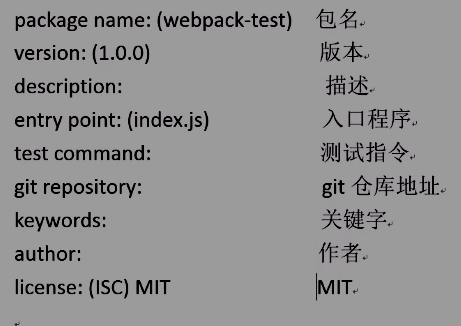 package name: (webpack-test) 包名
version: (1.0.0) 版本
description: 描述
entry point: (index.js) 入口程序
test command: 测试指令
git repository: git 仓库地址
keywords: 关键字
author: 作者
license: (ISC) MIT MIT